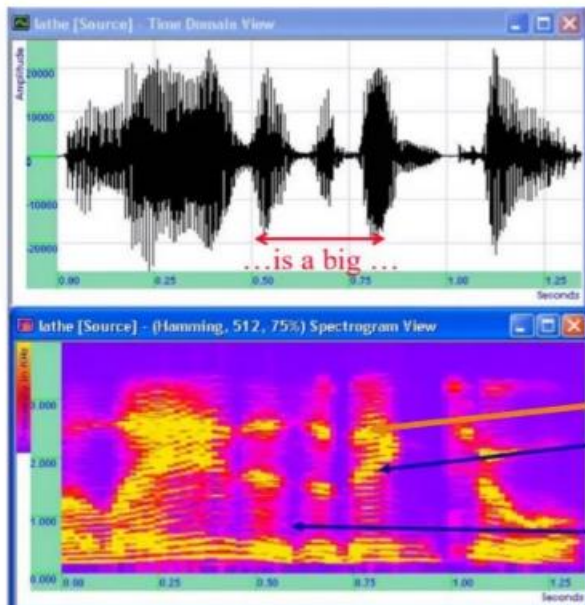 lathe [Source] - Time Domain View
Amplitude
20000
10000
0
-10000
-20000
...is a big ...
0.00 0.25 0.50 0.75 1.00 1.25
Seconds
lathe [Source] - (Hamming, 512, 75%) Spectrogram View
3.000
2.000
1.000
0.000
0.00 0.25 0.50 0.75 1.00 1.25
Seconds